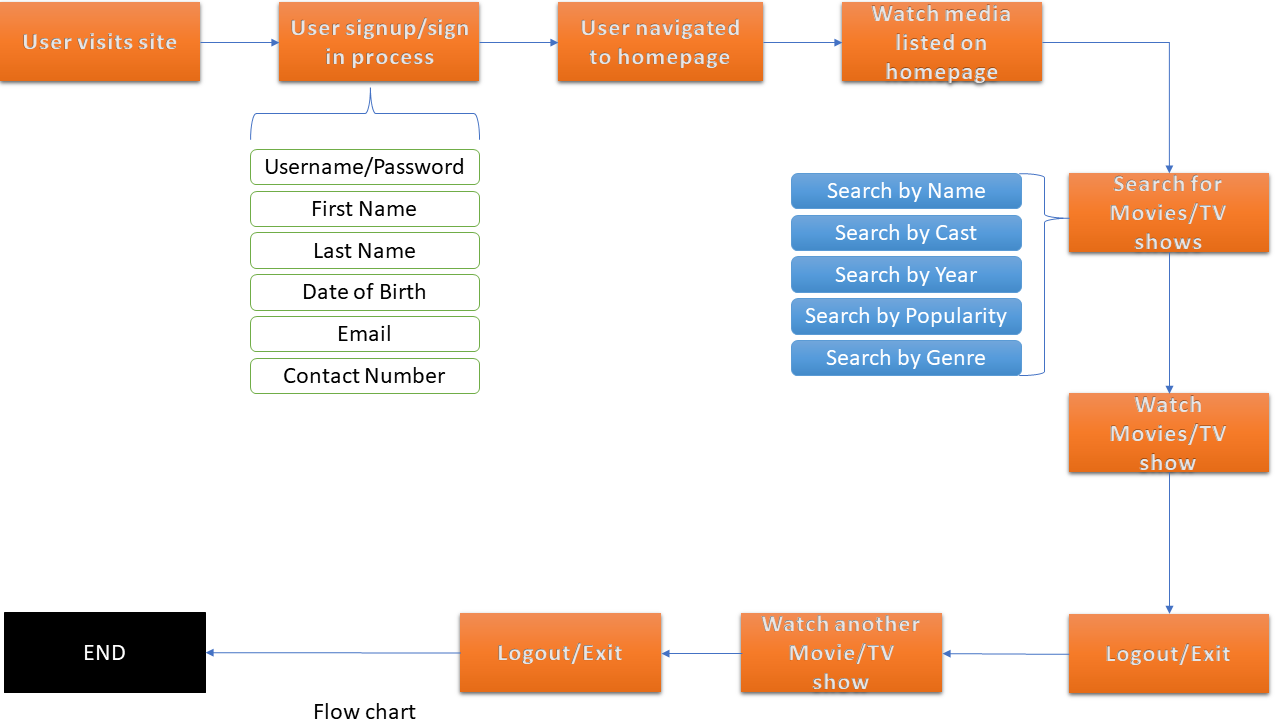 User visits site
User signup/sign
in process
User navigated
to homepage
Watch media
listed on
homepage
Username/Password
First Name
Last Name
Date of Birth
Email
Contact Number
Search by Name
Search by Cast
Search by Year
Search by Popularity
Search by Genre
Search for
Movies/TV
shows
Watch
Movies/TV
show
Logout/Exit
Watch another
Movie/TV
show
Logout/Exit
END
Flow chart